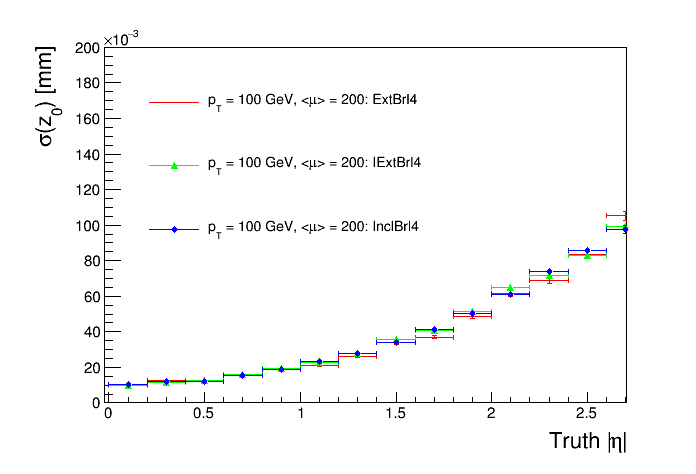 ×10⁻³
σ(z₀) [mm]
200
180
160
140
120
100
80
60
40
20
0
p_T = 100 GeV, <μ> = 200: ExtBrl4
p_T = 100 GeV, <μ> = 200: IExtBrl4
p_T = 100 GeV, <μ> = 200: InclBrl4
0 0.5 1 1.5 2 2.5
Truth |η|